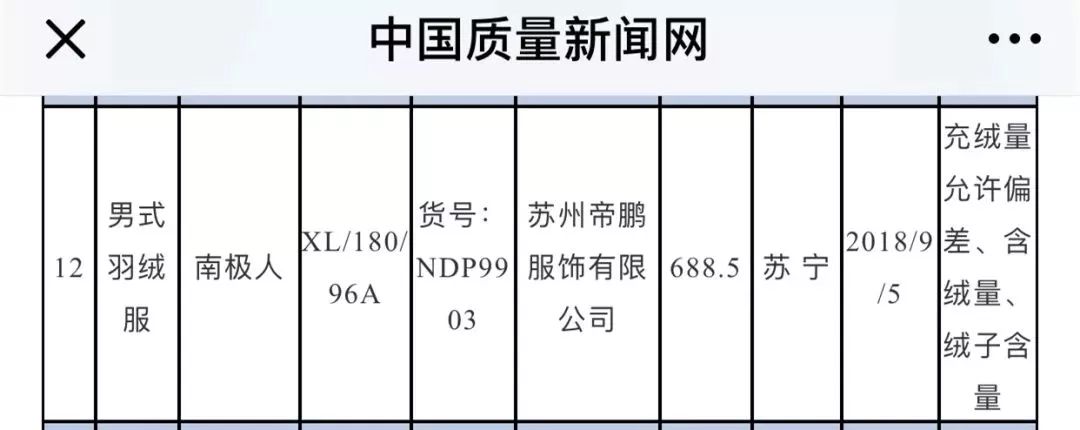 中国质量新闻网
12
男式
羽绒
服
南极人
XL/180/
96A
货号：
NDP99
03
苏州帝鹏
服饰有限
公司
688.5
苏宁
2018/9
/5
充绒量
允许偏
差、含
绒量、
绒子含
量